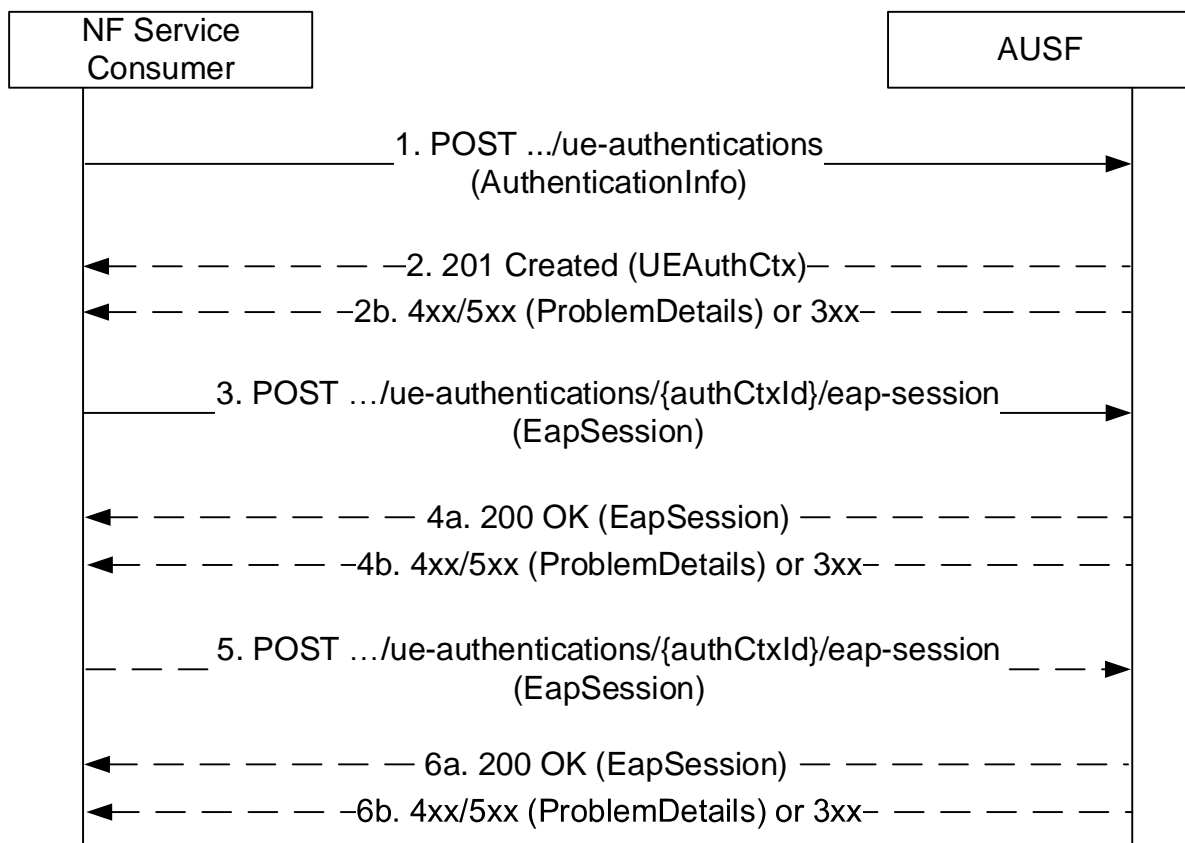 NF Service
Consumer
AUSF
1. POST .../ue-authentications
(AuthenticationInfo)
2. 201 Created (UEAuthCtx)
2b. 4xx/5xx (ProblemDetails) or 3xx
3. POST …/ue-authentications/{authCtxId}/eap-session
(EapSession)
4a. 200 OK (EapSession)
4b. 4xx/5xx (ProblemDetails) or 3xx
5. POST …/ue-authentications/{authCtxId}/eap-session
(EapSession)
6a. 200 OK (EapSession)
6b. 4xx/5xx (ProblemDetails) or 3xx